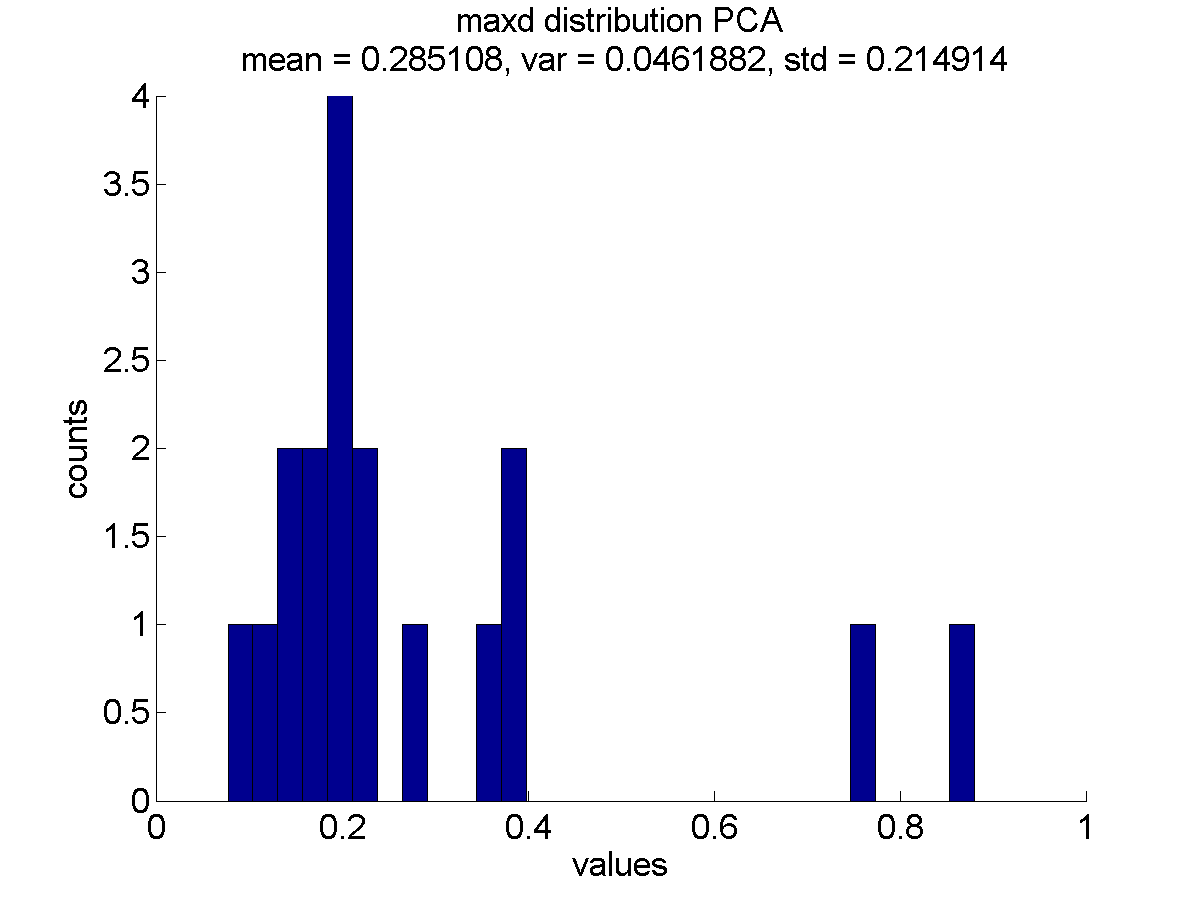 maxd distribution PCA
mean = 0.285108, var = 0.0461882, std = 0.214914
4
3.5
3
2.5
2
1.5
1
0.5
0
counts
0 0.2 0.4 0.6 0.8 1
values